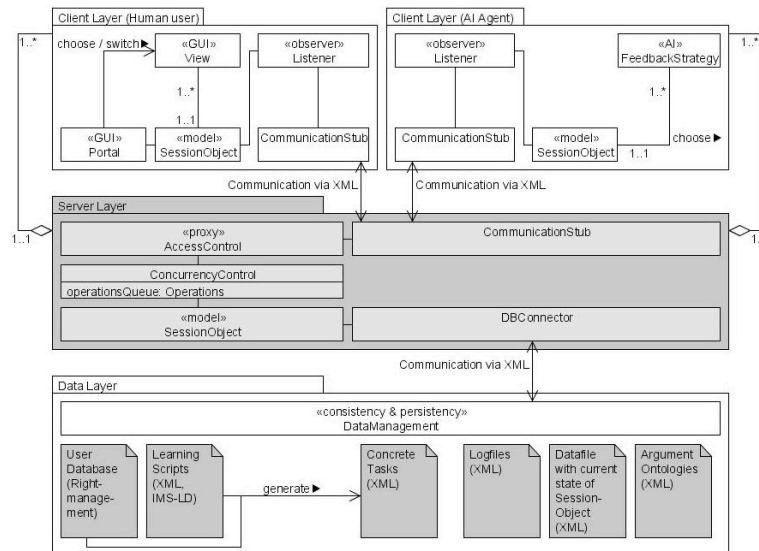 Client Layer (Human user)
Client Layer (AI Agent)
1..*
choose / switch ▶
«GUI»
View
«observer»
Listener
«observer»
Listener
«AI»
FeedbackStrategy
1..*
1..*
1..1
1..*
«GUI»
Portal
«model»
SessionObject
CommunicationStub
CommunicationStub
«model»
SessionObject
1..1
choose ▶
Communication via XML
Communication via XML
Server Layer
1..1
«proxy»
AccessControl
CommunicationStub
ConcurrencyControl
operationsQueue: Operations
«model»
SessionObject
DBConnector
Communication via XML
Data Layer
«consistency & persistency»
DataManagement
User
Database
(Right-
manage-
ment)
Learning
Scripts
(XML,
IMS-LD)
generate ▶
Concrete
Tasks
(XML)
Logfiles
(XML)
Datafile
with current
state of
Session-
Object
(XML)
Argument
Ontologies
(XML)